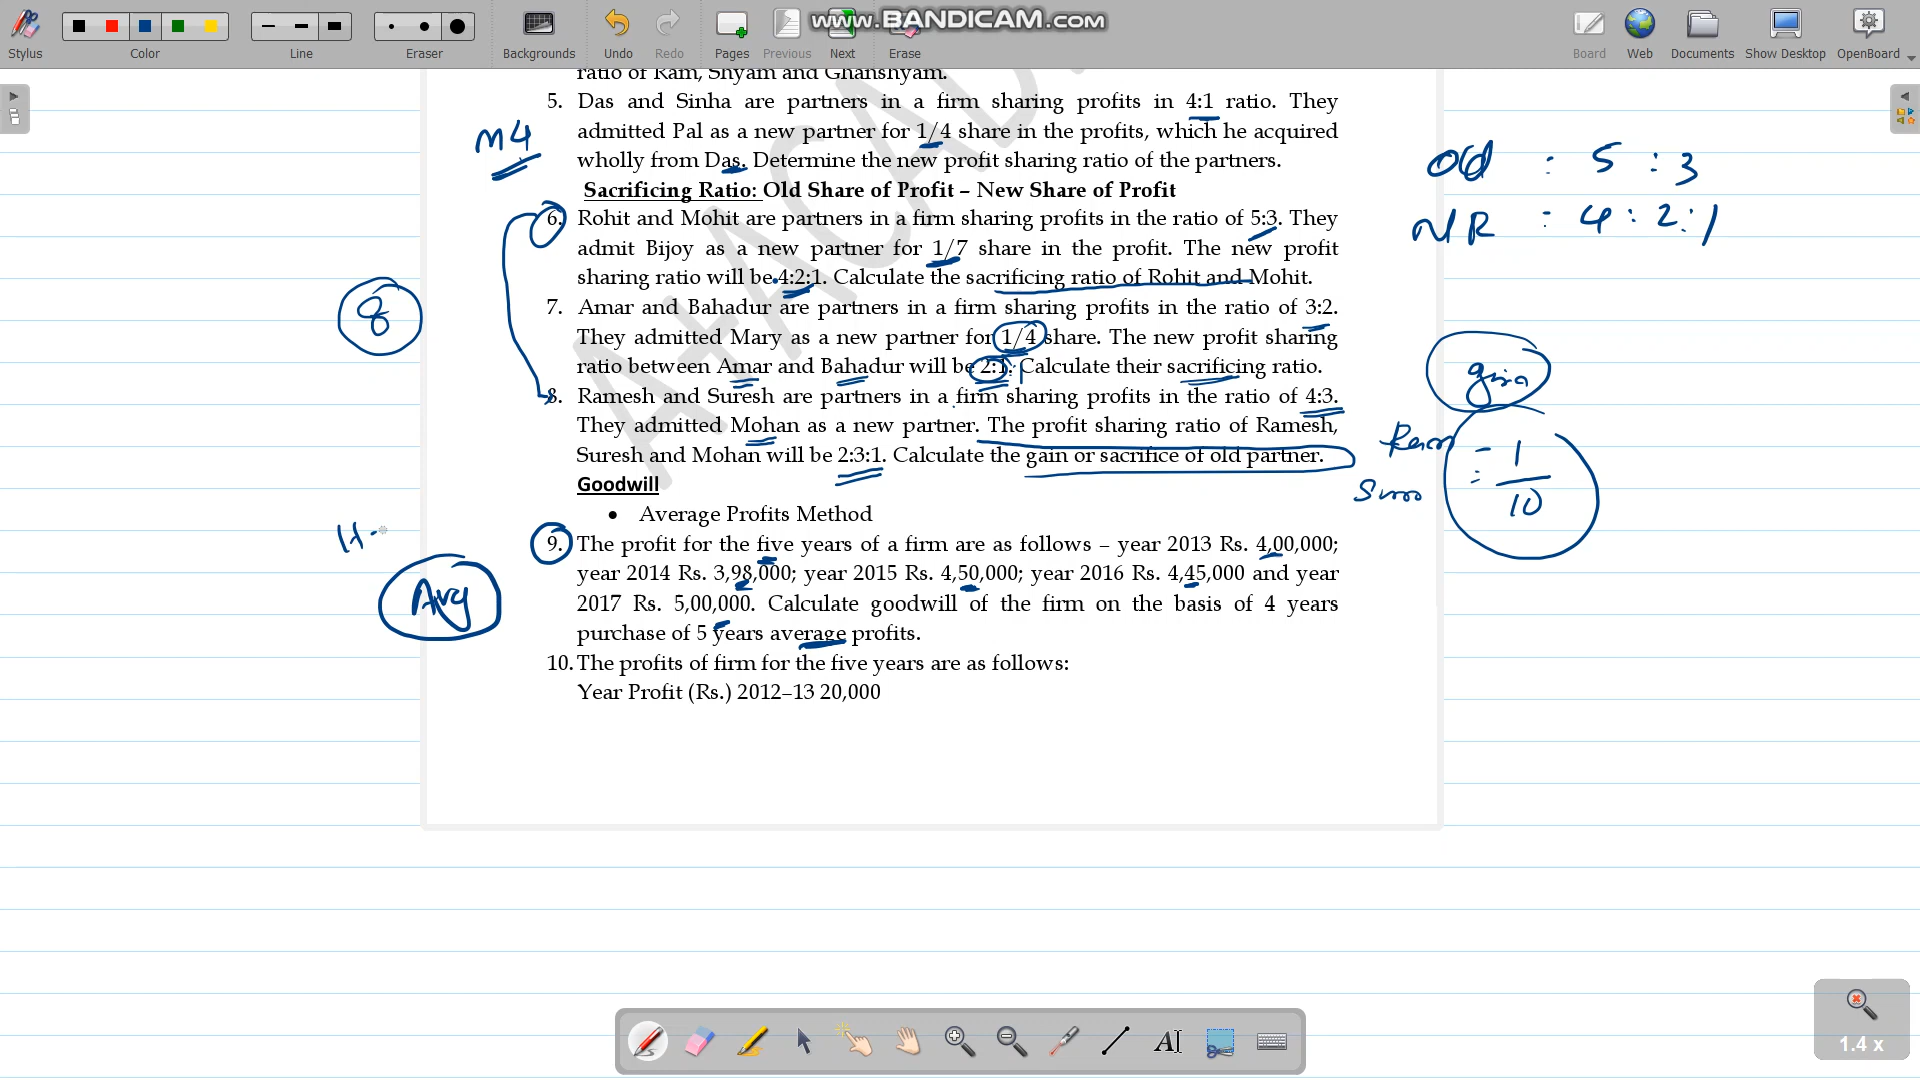 www.BANDICAM.com
Stylus Color Line Eraser Backgrounds Undo Redo Pages Previous Next Erase Board Web Documents Show Desktop OpenBoard
ratio of Ram, Shyam and Ghanshyam.
5. Das and Sinha are partners in a firm sharing profits in 4:1 ratio. They
admitted Pal as a new partner for 1/4 share in the profits, which he acquired
wholly from Das. Determine the new profit sharing ratio of the partners.
M4
Sacrificing Ratio: Old Share of Profit – New Share of Profit
6. Rohit and Mohit are partners in a firm sharing profits in the ratio of 5:3. They
admit Bijoy as a new partner for 1/7 share in the profit. The new profit
sharing ratio will be 4:2:1. Calculate the sacrificing ratio of Rohit and Mohit.
7. Amar and Bahadur are partners in a firm sharing profits in the ratio of 3:2.
They admitted Mary as a new partner for 1/4 share. The new profit sharing
ratio between Amar and Bahadur will be 2:1. Calculate their sacrificing ratio.
8. Ramesh and Suresh are partners in a firm sharing profits in the ratio of 4:3.
They admitted Mohan as a new partner. The profit sharing ratio of Ramesh,
Suresh and Mohan will be 2:3:1. Calculate the gain or sacrifice of old partner.
Goodwill
• Average Profits Method
9. The profit for the five years of a firm are as follows – year 2013 Rs. 4,00,000;
year 2014 Rs. 3,98,000; year 2015 Rs. 4,50,000; year 2016 Rs. 4,45,000 and year
2017 Rs. 5,00,000. Calculate goodwill of the firm on the basis of 4 years
purchase of 5 years average profits.
10. The profits of firm for the five years are as follows:
Year Profit (Rs.) 2012–13 20,000
8
Avg
Old : 5 : 3
NR : 4 : 2 : 1
= 1/10
1.4 x